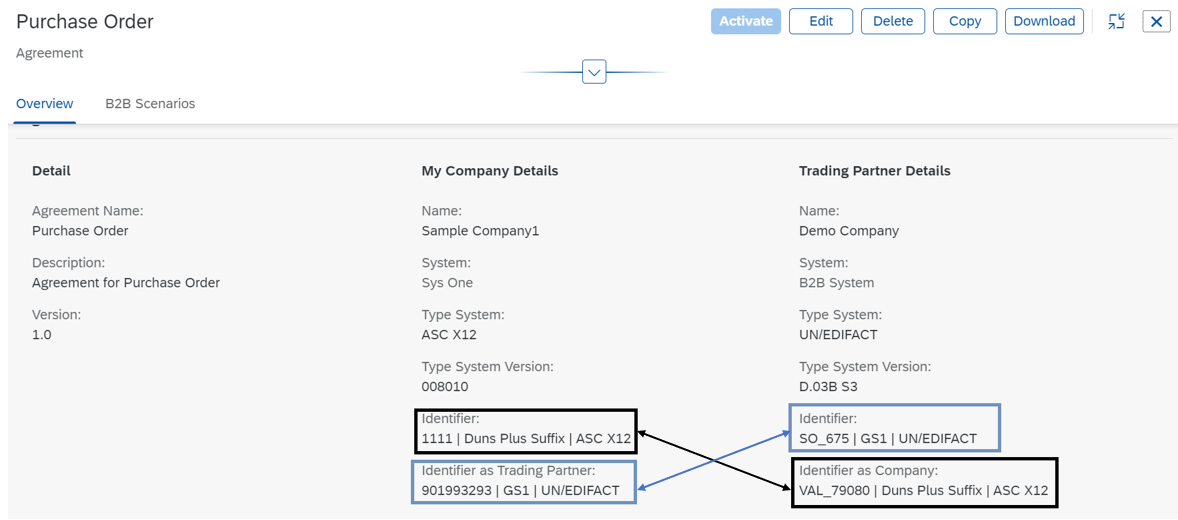 Purchase Order
Activate
Edit
Delete
Copy
Download
Agreement
Overview
B2B Scenarios
Detail
Agreement Name:
Purchase Order
Description:
Agreement for Purchase Order
Version:
1.0
My Company Details
Name:
Sample Company1
System:
Sys One
Type System:
ASC X12
Type System Version:
008010
Identifier:
1111 | Duns Plus Suffix | ASC X12
Identifier as Trading Partner:
901993293 | GS1 | UN/EDIFACT
Trading Partner Details
Name:
Demo Company
System:
B2B System
Type System:
UN/EDIFACT
Type System Version:
D.03B S3
Identifier:
SO_675 | GS1 | UN/EDIFACT
Identifier as Company:
VAL_79080 | Duns Plus Suffix | ASC X12